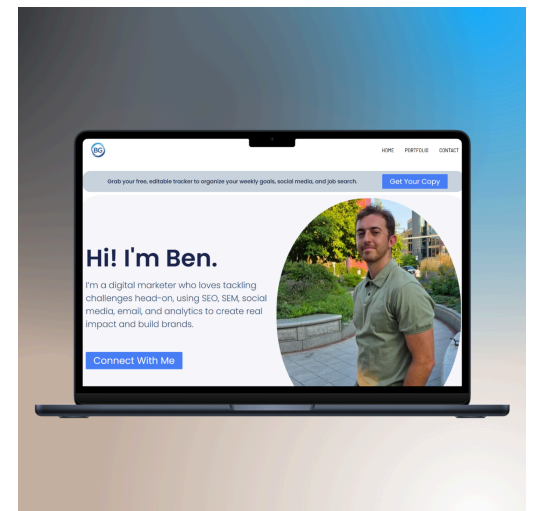 BG
HOME PORTFOLIO CONTACT
Grab your free, editable tracker to organize your weekly goals, social media, and job search.
Get Your Copy
Hi! I'm Ben.
I'm a digital marketer who loves tackling
challenges head-on, using SEO, SEM, social
media, email, and analytics to create real
impact and build brands.
Connect With Me